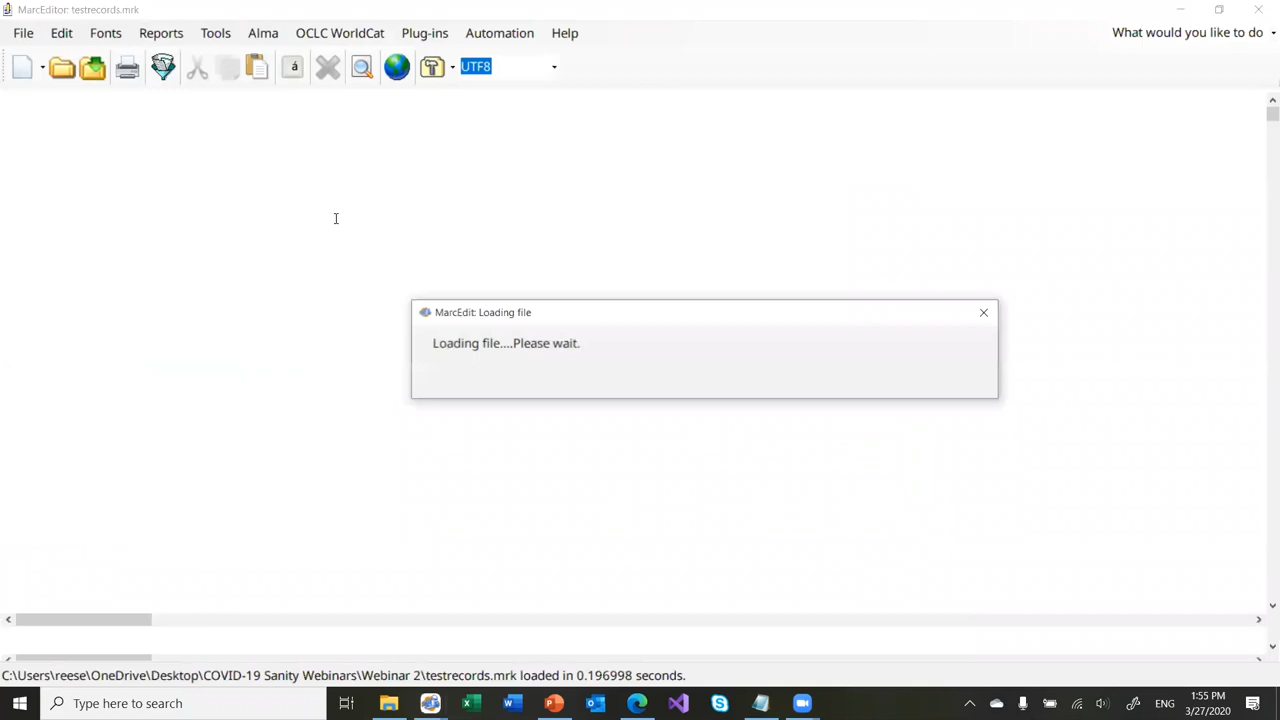 MarcEditor: testrecords.mrk
File Edit Fonts Reports Tools Alma OCLC WorldCat Plug-ins Automation Help What would you like to do
á UTF8
MarcEdit: Loading file
Loading file....Please wait.
C:\Users\reese\OneDrive\Desktop\COVID-19 Sanity Webinars\Webinar 2\testrecords.mrk loaded in 0.196998 seconds.
Type here to search
ENG
1:55 PM
3/27/2020